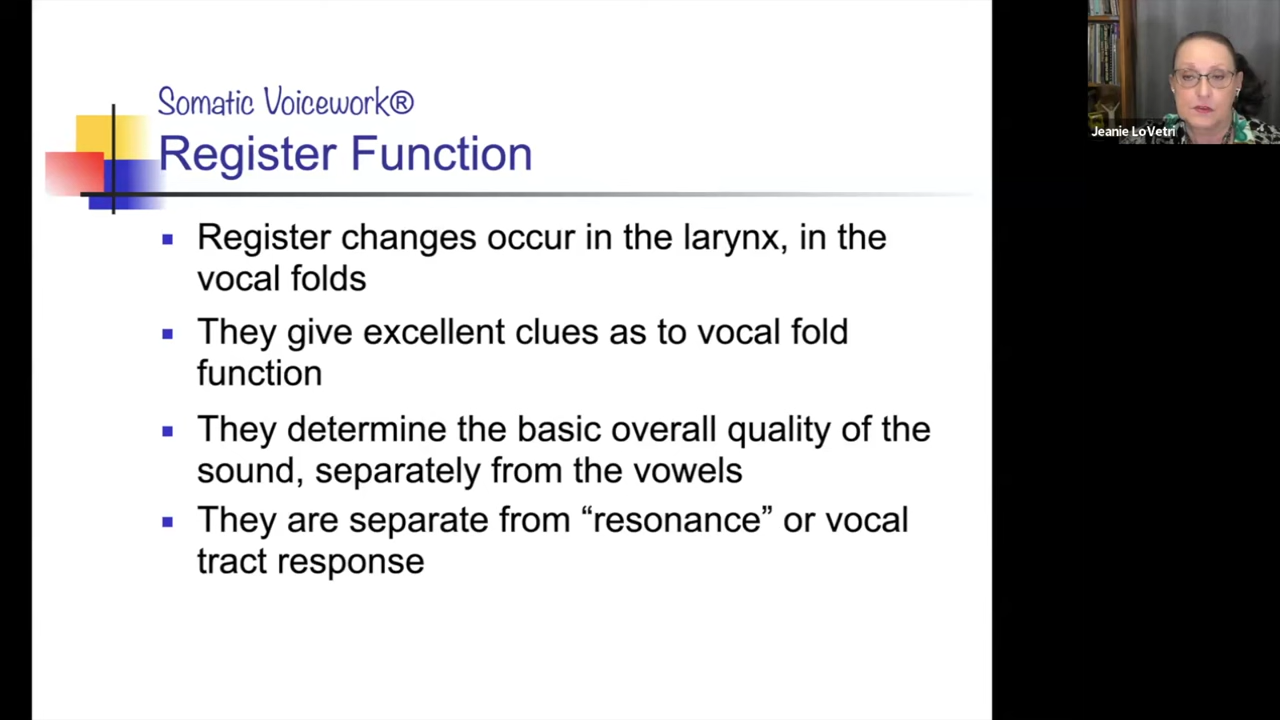 Somatic Voicework®
Register Function
Register changes occur in the larynx, in the
vocal folds
They give excellent clues as to vocal fold
function
They determine the basic overall quality of the
sound, separately from the vowels
They are separate from “resonance” or vocal
tract response
Jeanie LoVetri